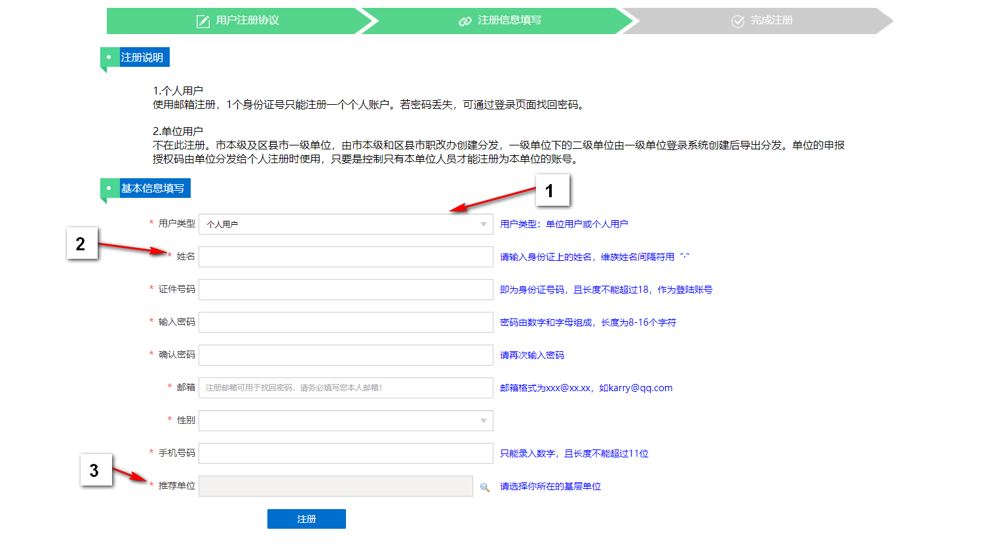 用户注册协议 注册信息填写 完成注册
注册说明
1.个人用户
使用邮箱注册，1个身份证号只能注册一个个人账户。若密码丢失，可通过登录页面找回密码。
2.单位用户
不在此注册。市本级及区县市一级单位，由市本级和区县市职改办创建分发，一级单位下的二级单位由一级单位登录系统创建后导出分发。单位的申报
授权码由单位分发给个人注册时使用，只要是控制只有本单位人员才能注册为本单位的账号。
基本信息填写
1
* 用户类型 个人用户 用户类型：单位用户或个人用户
2
* 姓名 请输入身份证上的姓名，维族姓名间隔符用“·”
* 证件号码 即为身份证号码，且长度不能超过18，作为登陆账号
* 输入密码 密码由数字和字母组成，长度为8-16个字符
* 确认密码 请再次输入密码
* 邮箱 注册邮箱可用于找回密码，请务必填写您本人邮箱！ 邮箱格式为xxx@xx.xx，如karry@qq.com
* 性别
* 手机号码 只能录入数字，且长度不能超过11位
3
* 推荐单位 请选择你所在的基层单位
注册